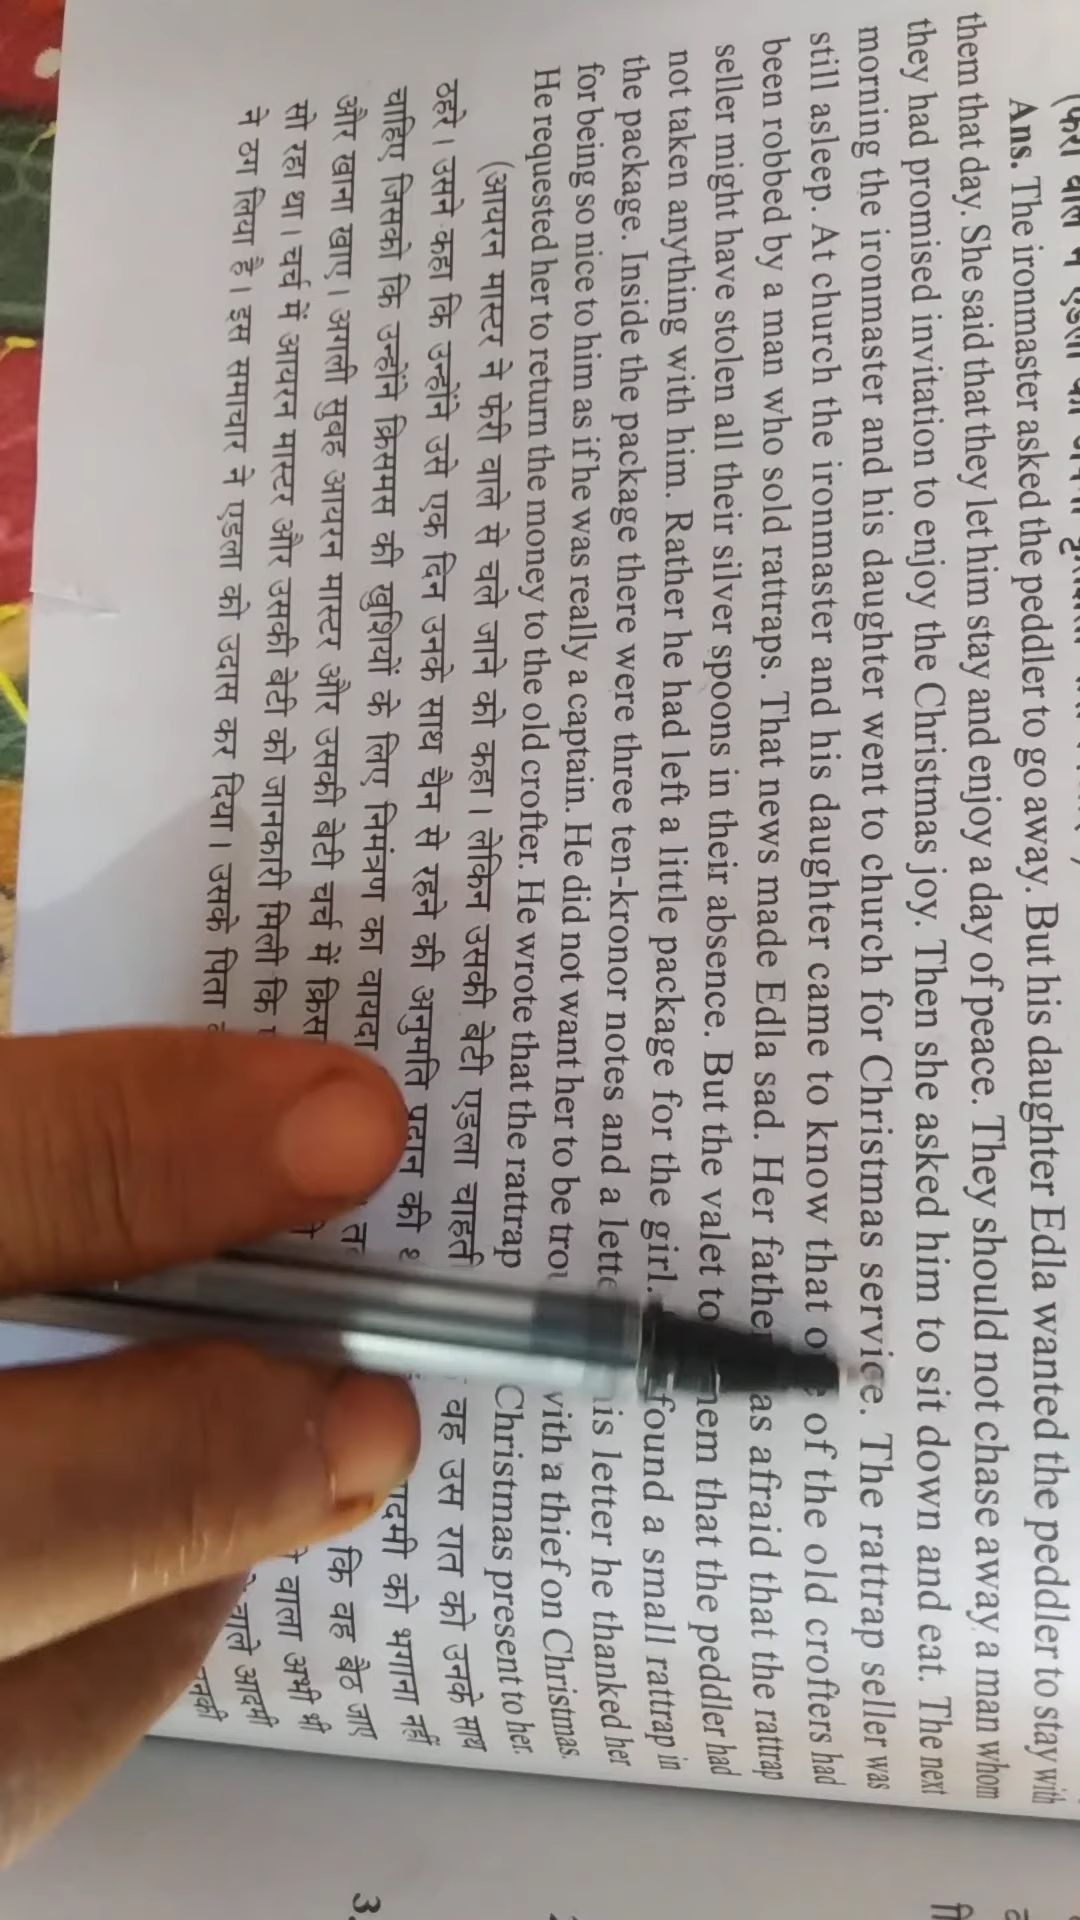 Ans. The ironmaster asked the peddler to go away. But his daughter Edla wanted the peddler to stay with
them that day. She said that they let him stay and enjoy a day of peace. They should not chase away a man whom
they had promised invitation to enjoy the Christmas joy. Then she asked him to sit down and eat. The next
morning the ironmaster and his daughter went to church for Christmas service. The rattrap seller was
still asleep. At church the ironmaster and his daughter came to know that of the old crofters had
been robbed by a man who sold rattraps. That news made Edla sad. Her father as afraid that the rattrap
seller might have stolen all their silver spoons in their absence. But the valet to that the peddler had
not taken anything with him. Rather he had left a little package for the girl. found a small rattrap in
the package. Inside the package there were three ten-kronor notes and a letter is letter he thanked her
for being so nice to him as if he was really a captain. He did not want her to be with a thief on Christmas.
He requested her to return the money to the old crofter. He wrote that the rattrap Christmas present to her.
(आयरन मास्टर ने फेरी वाले से चले जाने को कहा। लेकिन उसकी बेटी एडला चाहती वह उस रात को उनके साथ
ठहरे। उसने कहा कि उन्होंने उसे एक दिन उनके साथ चैन से रहने की अनुमति प्रदान की को भगाना नहीं
चाहिए जिसको कि उन्होंने क्रिसमस की खुशियों के लिए निमंत्रण का वायदा कि वह बैठ जाए
और खाना खाए। अगली सुबह आयरन मास्टर और उसकी बेटी चर्च में वाला अभी भी
सो रहा था। चर्च में आयरन मास्टर और उसकी बेटी को जानकारी मिली कि वाले आदमी
ने ठग लिया है। इस समाचार ने एडला को उदास कर दिया। उसके पिता उनकी
3.